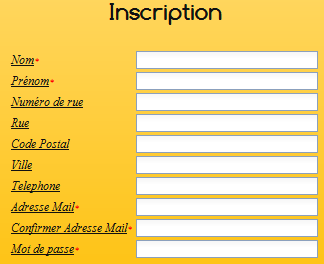 Inscription
Nom*
Prénom*
Numéro de rue
Rue
Code Postal
Ville
Telephone
Adresse Mail*
Confirmer Adresse Mail*
Mot de passe*